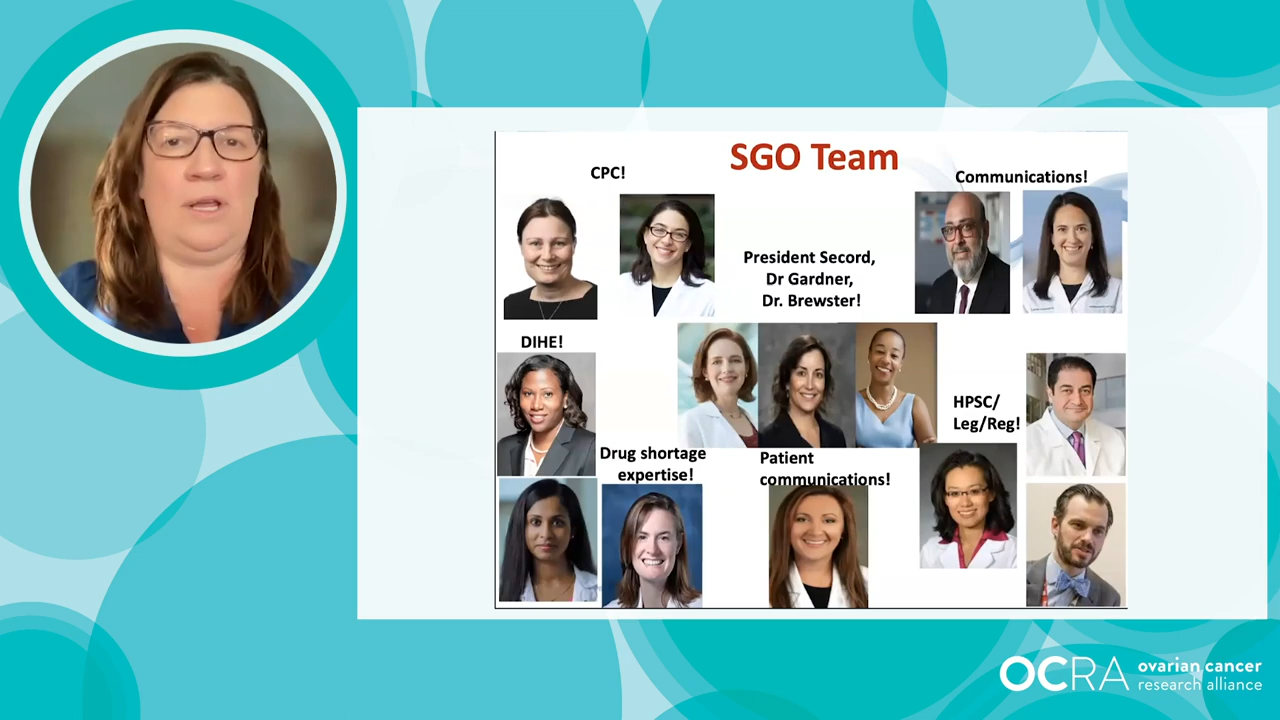 SGO Team
CPC!
Communications!
President Secord,
Dr Gardner,
Dr. Brewster!
DIHE!
HPSC/
Leg/Reg!
Drug shortage
expertise!
Patient
communications!
OCRA
ovarian cancer
research alliance